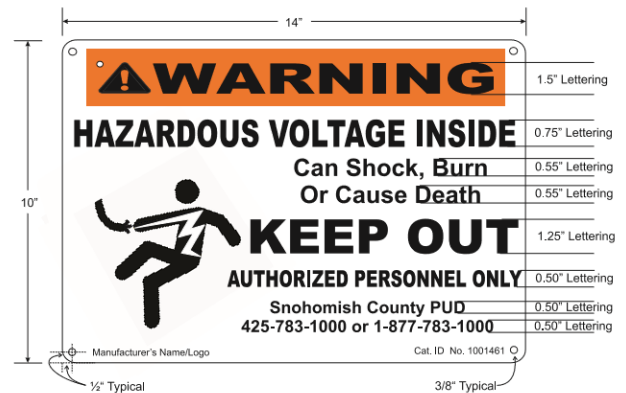 14"
WARNING
1.5" Lettering
HAZARDOUS VOLTAGE INSIDE
0.75" Lettering
Can Shock, Burn
0.55" Lettering
Or Cause Death
0.55" Lettering
10"
KEEP OUT
1.25" Lettering
AUTHORIZED PERSONNEL ONLY
0.50" Lettering
Snohomish County PUD
0.50" Lettering
425-783-1000 or 1-877-783-1000
0.50" Lettering
Manufacturer's Name/Logo
Cat. ID No. 1001461
½" Typical
3/8" Typical